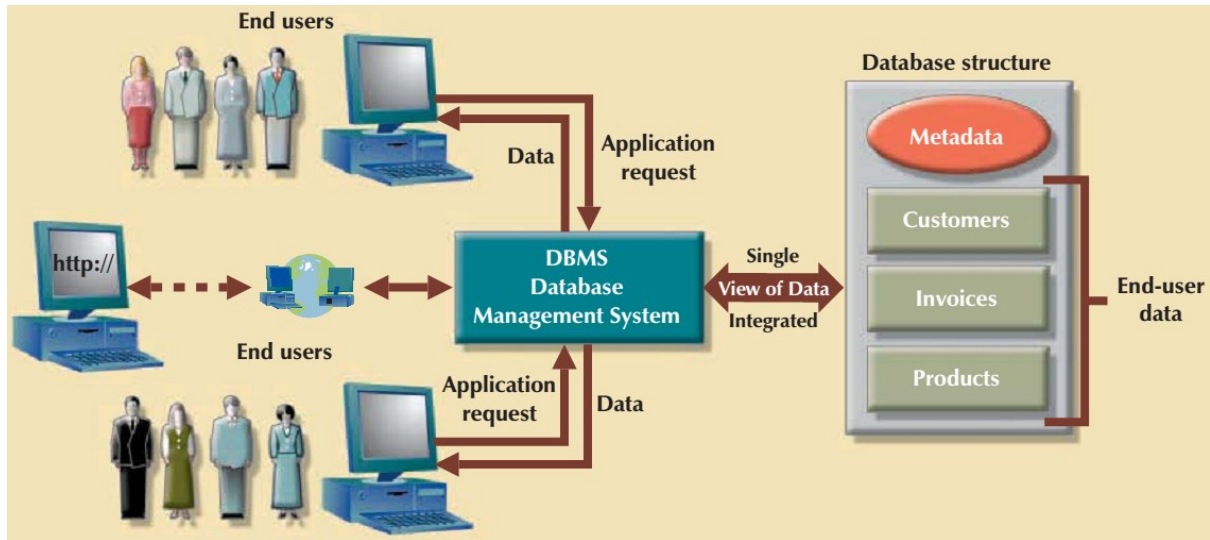 End users
Data
Application
request
http://
DBMS
Database
Management System
Single
View of Data
Integrated
End users
Application
request
Data
Database structure
Metadata
Customers
Invoices
Products
End-user
data